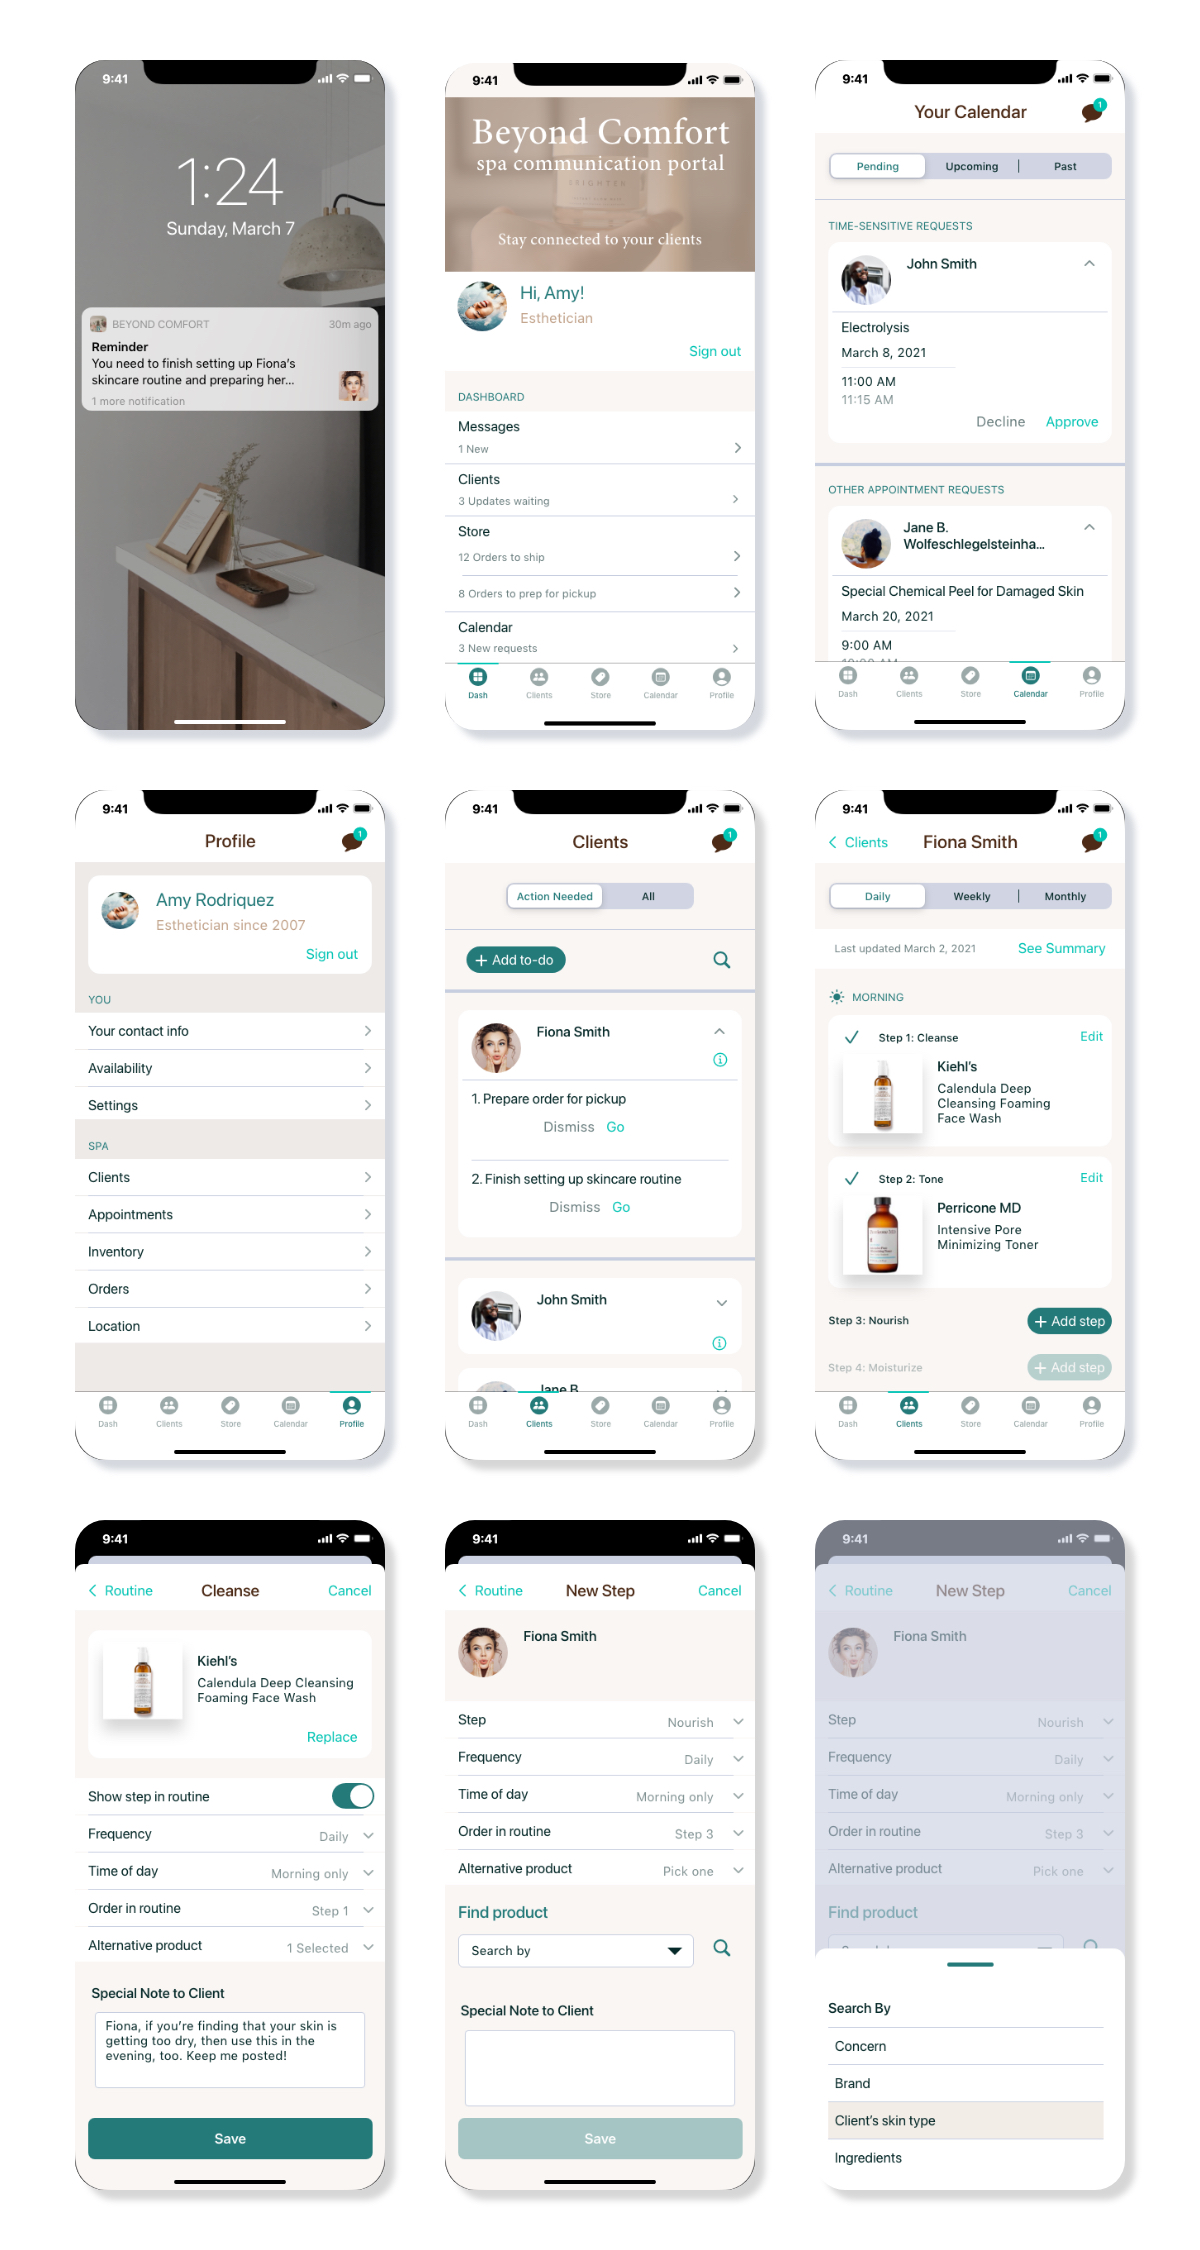 9:41
1:24
Sunday, March 7
BEYOND COMFORT 30m ago
Reminder
You need to finish setting up Fiona's
skincare routine and preparing her...
1 more notification
9:41
Beyond Comfort
spa communication portal
Stay connected to your clients
Hi, Amy!
Esthetician
Sign out
DASHBOARD
Messages
1 New
Clients
3 Updates waiting
Store
12 Orders to ship
8 Orders to prep for pickup
Calendar
3 New requests
Dash Clients Store Calendar Profile
9:41
Your Calendar 1
Pending Upcoming Past
TIME-SENSITIVE REQUESTS
John Smith
Electrolysis
March 8, 2021
11:00 AM
11:15 AM
Decline Approve
OTHER APPOINTMENT REQUESTS
Jane B.
Wolfeschlegelsteinha...
Special Chemical Peel for Damaged Skin
March 20, 2021
9:00 AM
Dash Clients Store Calendar Profile
9:41
Profile 1
Amy Rodriquez
Esthetician since 2007
Sign out
YOU
Your contact info
Availability
Settings
SPA
Clients
Appointments
Inventory
Orders
Location
Dash Clients Store Calendar Profile
9:41
Clients 1
Action Needed All
+ Add to-do
Fiona Smith
1. Prepare order for pickup
Dismiss Go
2. Finish setting up skincare routine
Dismiss Go
John Smith
Jane B.
Dash Clients Store Calendar Profile
9:41
Clients Fiona Smith 1
Daily Weekly Monthly
Last updated March 2, 2021 See Summary
MORNING
Step 1: Cleanse Edit
Kiehl's
Calendula Deep
Cleansing Foaming
Face Wash
Step 2: Tone Edit
Perricone MD
Intensive Pore
Minimizing Toner
Step 3: Nourish + Add step
Step 4: Moisturize + Add step
Dash Clients Store Calendar Profile
9:41
Routine Cleanse Cancel
Kiehl's
Calendula Deep Cleansing
Foaming Face Wash
Replace
Show step in routine
Frequency Daily
Time of day Morning only
Order in routine Step 1
Alternative product 1 Selected
Special Note to Client
Fiona, if you're finding that your skin is
getting too dry, then use this in the
evening, too. Keep me posted!
Save
9:41
Routine New Step Cancel
Fiona Smith
Step Nourish
Frequency Daily
Time of day Morning only
Order in routine Step 3
Alternative product Pick one
Find product
Search by
Special Note to Client
Save
9:41
Routine New Step Cancel
Fiona Smith
Step Nourish
Frequency Daily
Time of day Morning only
Order in routine Step 3
Alternative product Pick one
Find product
Search By
Concern
Brand
Client's skin type
Ingredients